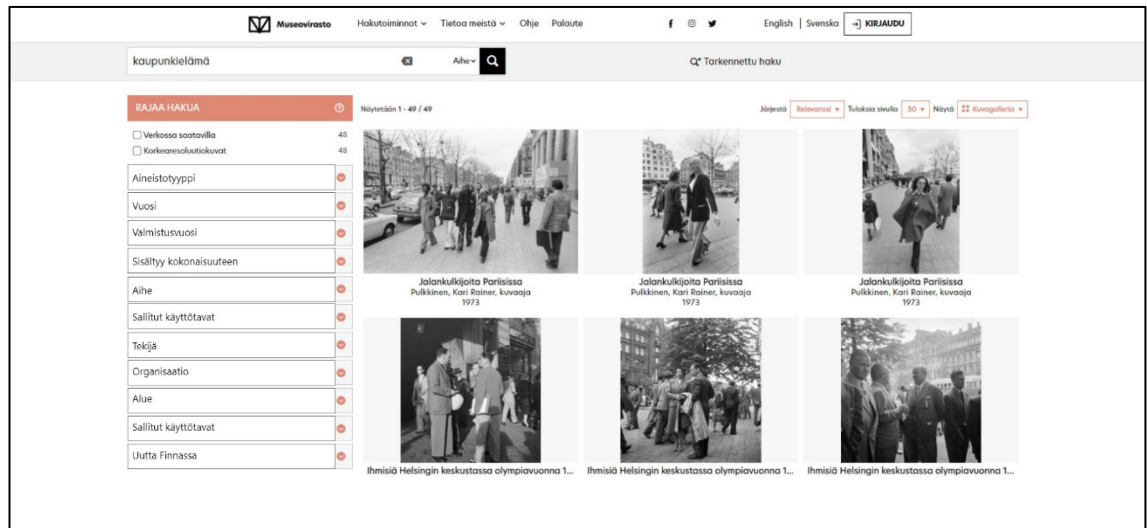 Museovirasto Hakutoiminnot Tietoa meistä Ohje Palaute English | Svenska KIRJAUDU
kaupunkielämä Aihe Tarkennettu haku
RAJAA HAKUA
Verkossa saatavilla 48
Korkearesoluutiokuvat 48
Aineistotyyppi
Vuosi
Valmistusvuosi
Sisältyy kokonaisuuteen
Aihe
Sallitut käyttötavat
Tekijä
Organisaatio
Alue
Sallitut käyttötavat
Uutta Finnassa
Näytetään 1 - 49 / 49 Järjestä Relevanssi Tuloksia sivulla 50 Näytä Kuvagalleria
Jalankulkijoita Pariisissa
Pulkkinen, Kari Rainer, kuvaaja
1973
Jalankulkijoita Pariisissa
Pulkkinen, Kari Rainer, kuvaaja
1973
Jalankulkijoita Pariisissa
Pulkkinen, Kari Rainer, kuvaaja
1973
Ihmisiä Helsingin keskustassa olympiavuonna 1...
Ihmisiä Helsingin keskustassa olympiavuonna 1...
Ihmisiä Helsingin keskustassa olympiavuonna 1...